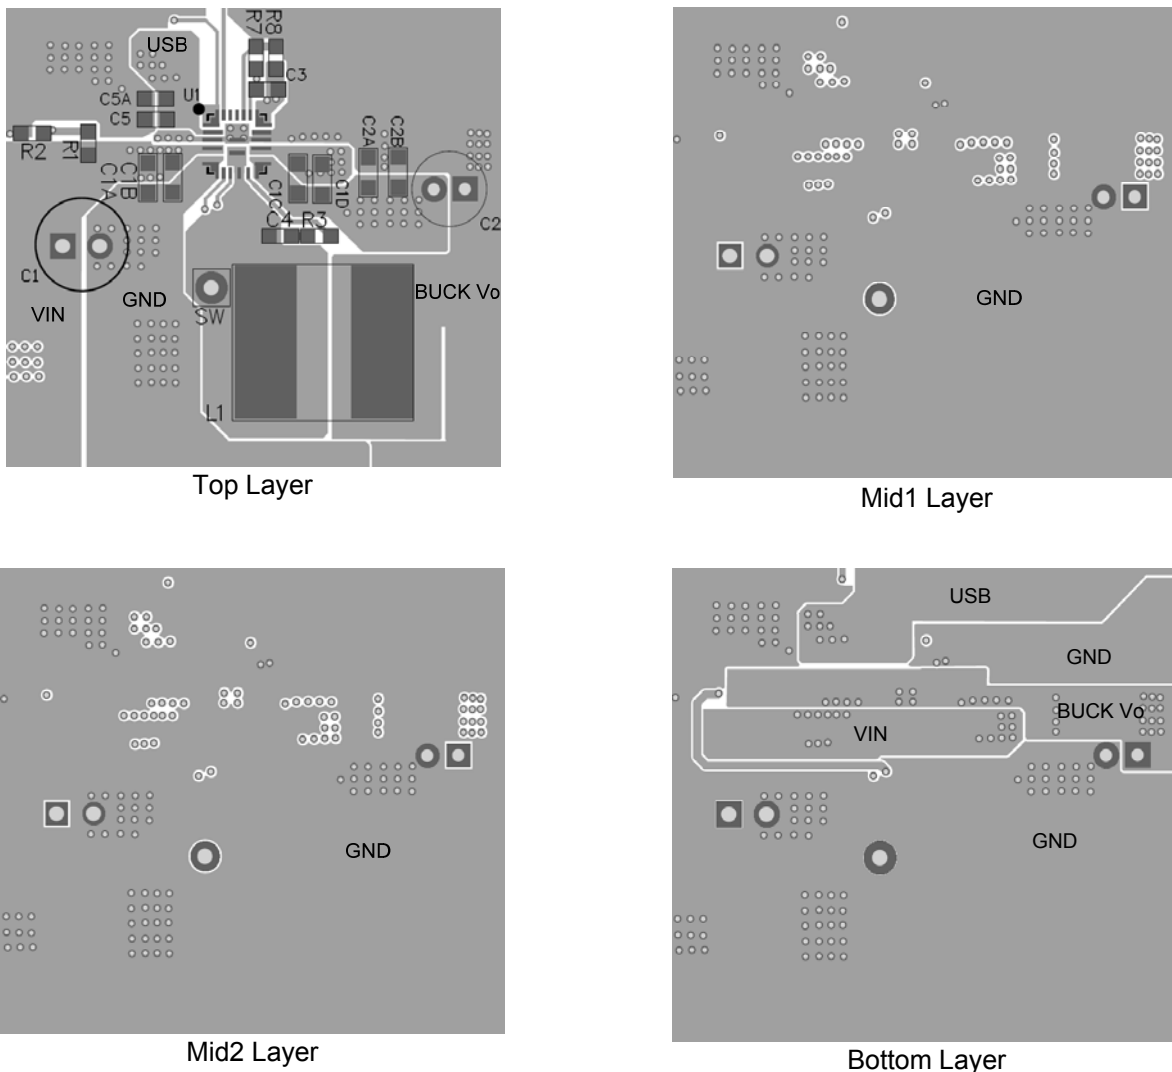 USB
R7
R8
C3
C5A
U1
C5
R2
R1
C2A
C2B
C1A
C1B
C1C
C1D
C4 R3
C2
C1
VIN
GND
SW
BUCK Vo
L1
Top Layer
GND
Mid1 Layer
GND
Mid2 Layer
USB
GND
BUCK Vo
VIN
GND
Bottom Layer